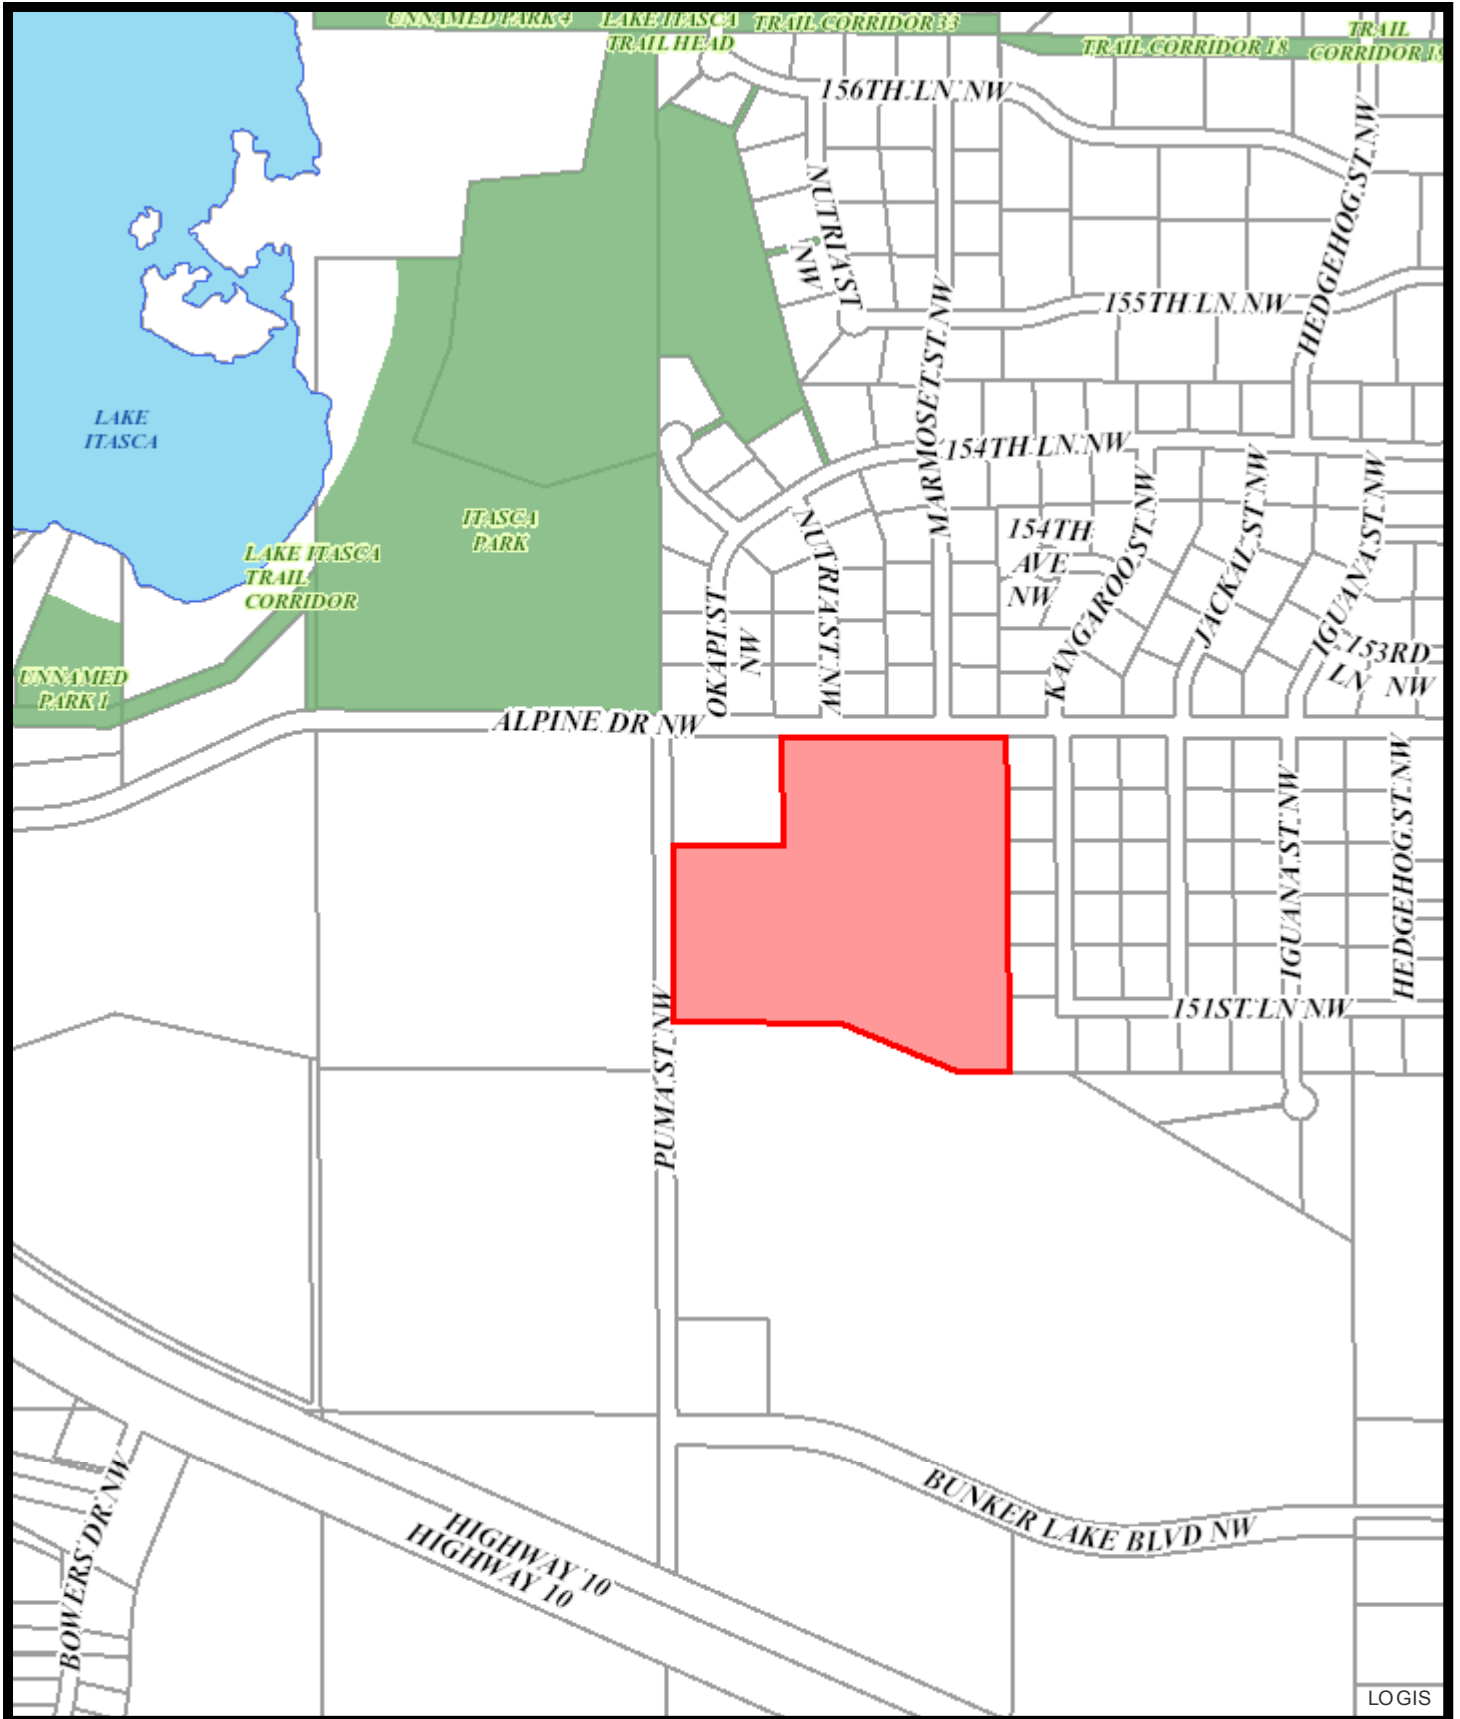 UNNAMED PARK 4
LAKE ITASCA
TRAIL HEAD
TRAIL CORRIDOR 33
TRAIL CORRIDOR 18
TRAIL
CORRIDOR
156TH LN NW
NUTRIA ST
NW
HEDGEHOG ST NW
155TH LN NW
MARMOSET ST NW
LAKE
ITASCA
154TH LN NW
ITASCA
PARK
LAKE ITASCA
TRAIL
CORRIDOR
154TH
AVE
NW
NUTRIA ST NW
OKAPI ST
NW
KANGAROO ST NW
JACKAL ST NW
IGUANA ST NW
153RD
LN NW
UNNAMED
PARK 1
ALPINE DR NW
IGUANA ST NW
HEDGEHOG ST NW
151ST LN NW
PUMA ST NW
BUNKER LAKE BLVD NW
HIGHWAY 10
HIGHWAY 10
BOWERS DR NW
LOGIS